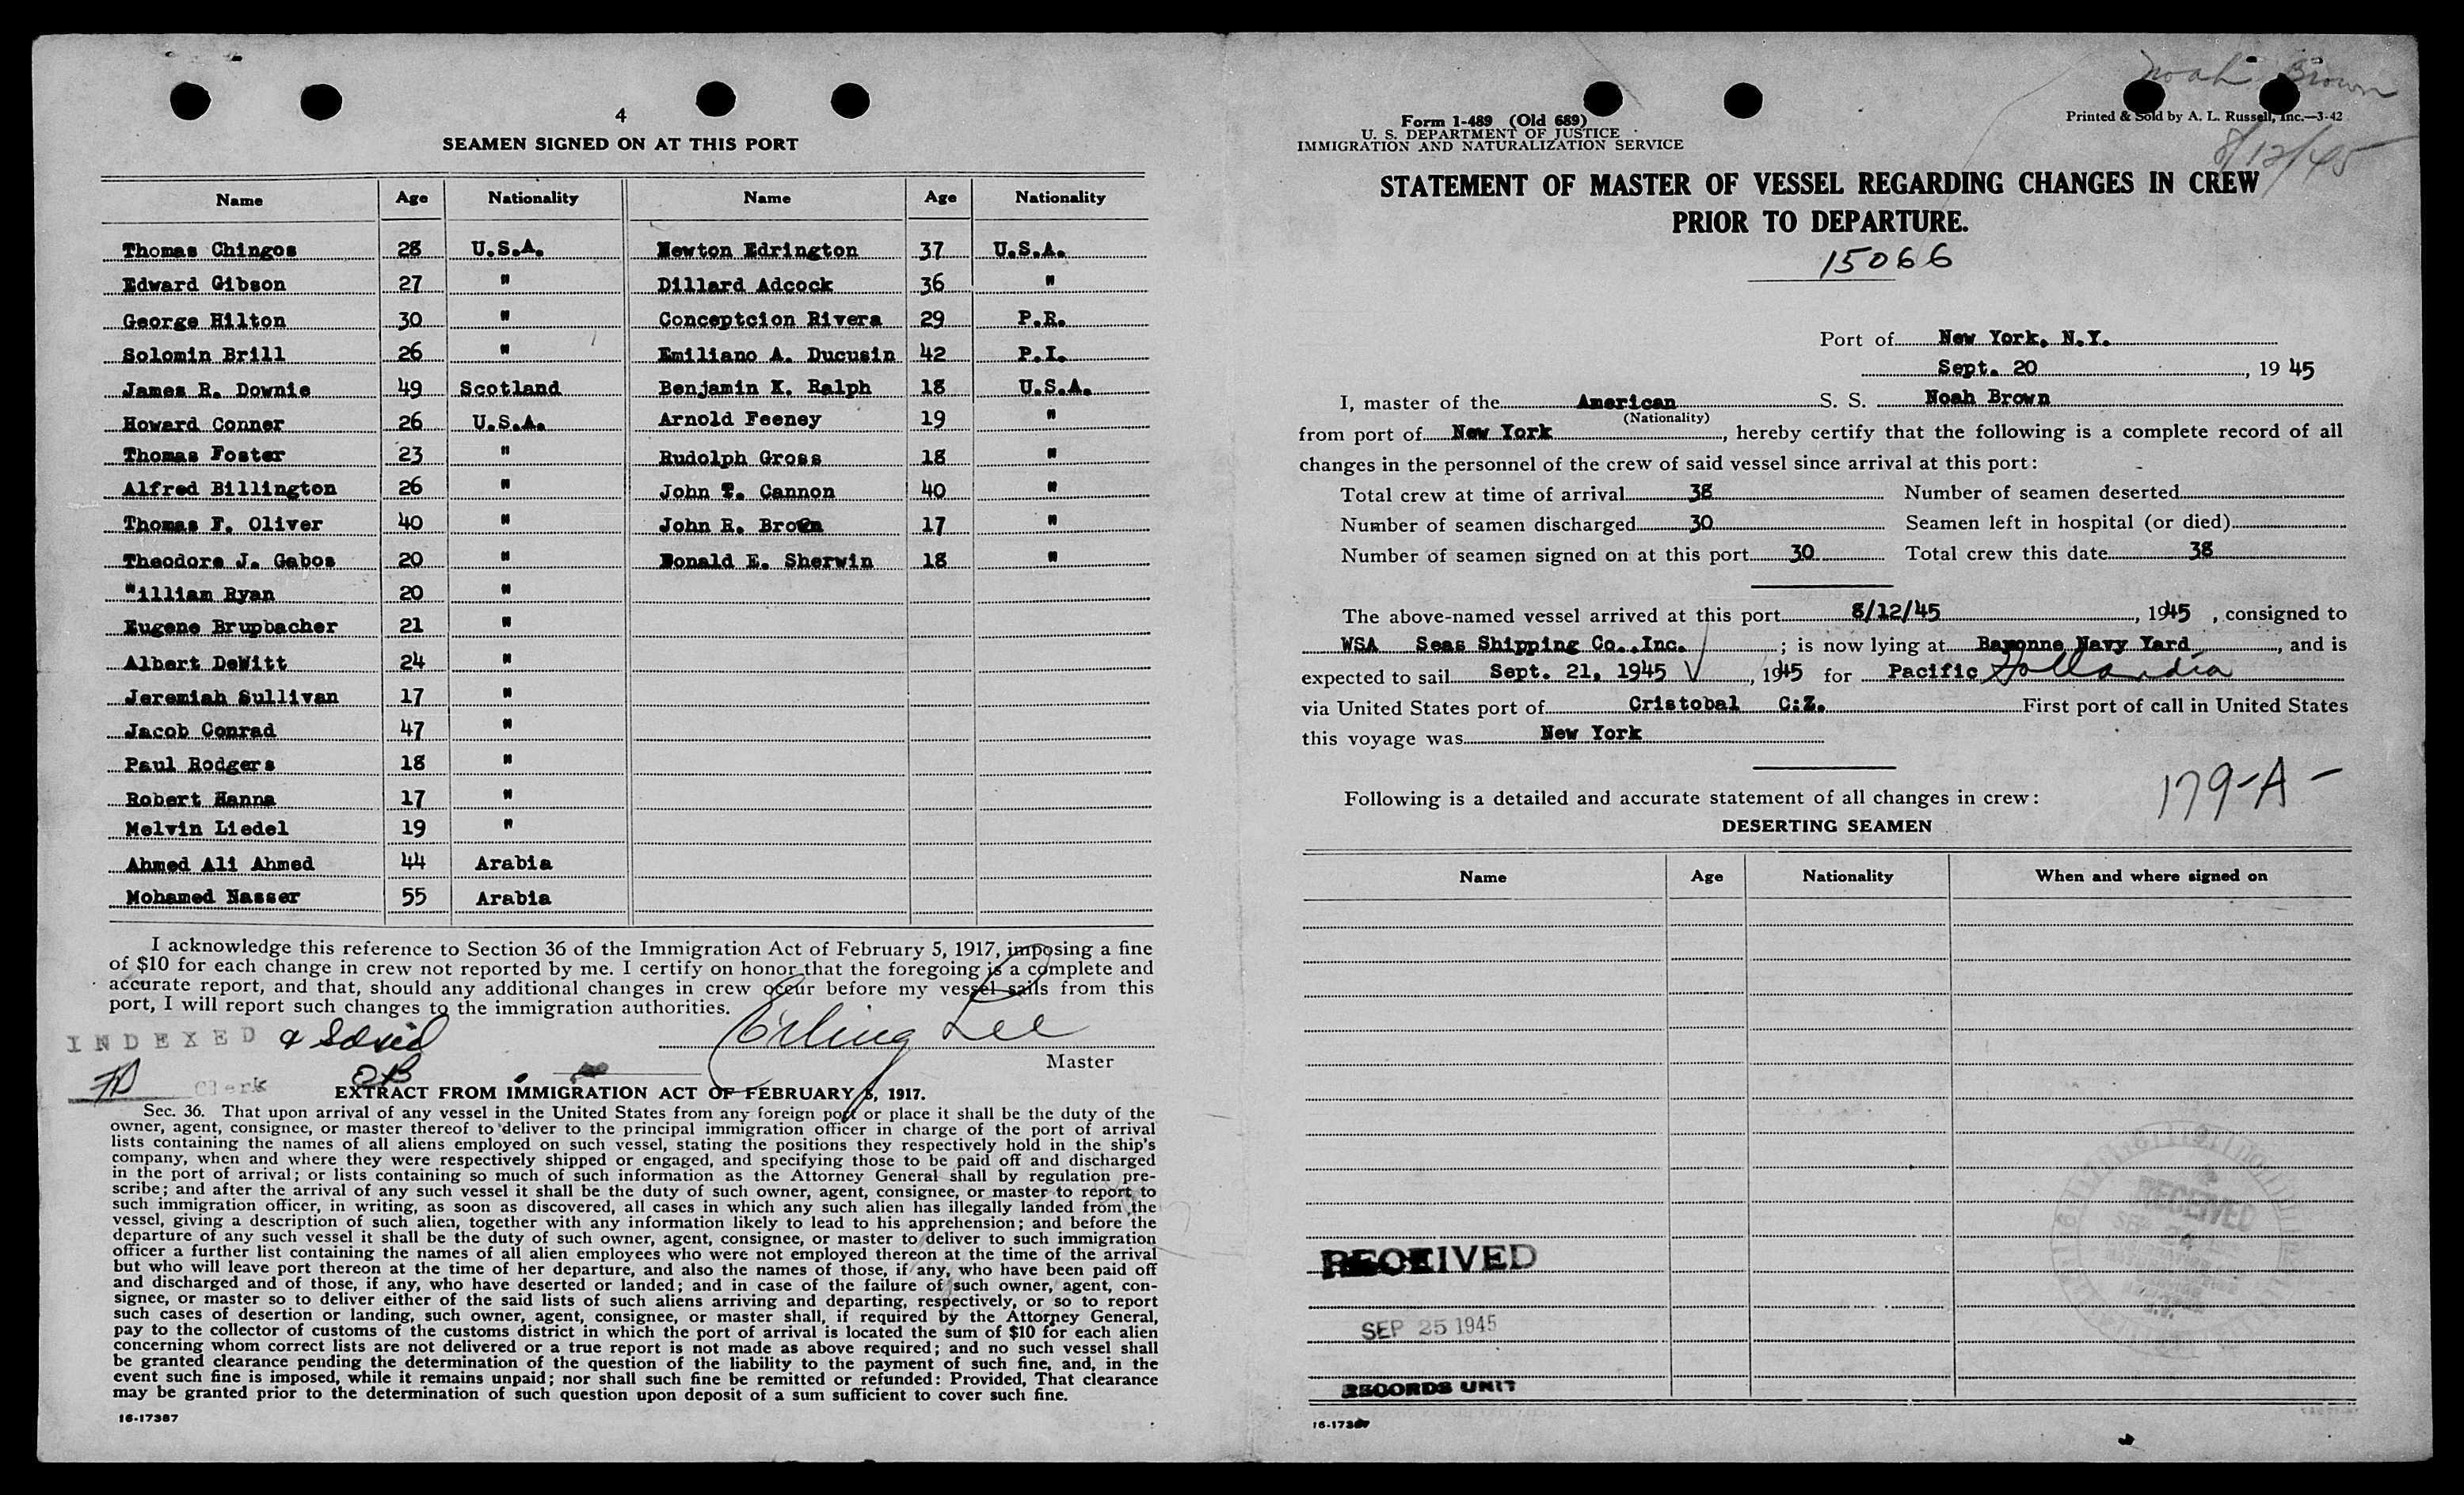 4
SEAMEN SIGNED ON AT THIS PORT
Name Age Nationality Name Age Nationality
Thomas Chingos 28 U.S.A. Newton Edrington 37 U.S.A.
Edward Gibson 27 " Dillard Adcock 36 "
George Hilton 30 " Conceptcion Rivera 29 P.R.
Solomin Brill 26 " Emiliano A. Ducusin 42 P.I.
James R. Downie 49 Scotland Benjamin K. Ralph 18 U.S.A.
Howard Conner 26 U.S.A. Arnold Feeney 19 "
Thomas Foster 23 " Rudolph Gross 18 "
Alfred Billington 26 " John T. Cannon 40 "
Thomas F. Oliver 40 " John R. Brown 17 "
Theodore J. Gabos 20 " Donald E. Sherwin 18 "
"illiam Ryan 20 "
Eugene Brupbacher 21 "
Albert DeWitt 24 "
Jeremiah Sullivan 17 "
Jacob Conrad 47 "
Paul Rodgers 18 "
Robert Hanna 17 "
Melvin Liedel 19 "
Ahmed Ali Ahmed 44 Arabia
Mohamed Nasser 55 Arabia
I acknowledge this reference to Section 36 of the Immigration Act of February 5, 1917, imposing a fine
of $10 for each change in crew not reported by me. I certify on honor that the foregoing is a complete and
accurate report, and that, should any additional changes in crew occur before my vessel sails from this
port, I will report such changes to the immigration authorities.
INDEXED
Erling Lee
Master
Clerk
EXTRACT FROM IMMIGRATION ACT OF FEBRUARY 5, 1917.
Sec. 36. That upon arrival of any vessel in the United States from any foreign port or place it shall be the duty of the
owner, agent, consignee, or master thereof to deliver to the principal immigration officer in charge of the port of arrival
lists containing the names of all aliens employed on such vessel, stating the positions they respectively hold in the ship's
company, when and where they were respectively shipped or engaged, and specifying those to be paid off and discharged
in the port of arrival; or lists containing so much of such information as the Attorney General shall by regulation pre-
scribe; and after the arrival of any such vessel it shall be the duty of such owner, agent, consignee, or master to report to
such immigration officer, in writing, as soon as discovered, all cases in which any such alien has illegally landed from the
vessel, giving a description of such alien, together with any information likely to lead to his apprehension; and before the
departure of any such vessel it shall be the duty of such owner, agent, consignee, or master to deliver to such immigration
officer a further list containing the names of all alien employees who were not employed thereon at the time of the arrival
but who will leave port thereon at the time of her departure, and also the names of those, if any, who have been paid off
and discharged and of those, if any, who have deserted or landed; and in case of the failure of such owner, agent, con-
signee, or master so to deliver either of the said lists of such aliens arriving and departing, respectively, or so to report
such cases of desertion or landing, such owner, agent, consignee, or master shall, if required by the Attorney General,
pay to the collector of customs of the customs district in which the port of arrival is located the sum of $10 for each alien
concerning whom correct lists are not delivered or a true report is not made as above required; and no such vessel shall
be granted clearance pending the determination of the question of the liability to the payment of such fine, and, in the
event such fine is imposed, while it remains unpaid; nor shall such fine be remitted or refunded: Provided, That clearance
may be granted prior to the determination of such question upon deposit of a sum sufficient to cover such fine.
16-17387
Noah Brown
8/12/45
Form 1-489 (Old 689)
U. S. DEPARTMENT OF JUSTICE
IMMIGRATION AND NATURALIZATION SERVICE
Printed & Sold by A. L. Russell, Inc.—3-42
STATEMENT OF MASTER OF VESSEL REGARDING CHANGES IN CREW
PRIOR TO DEPARTURE.
15066
Port of New York, N.Y.
Sept. 20, 1945
I, master of the American S. S. Noah Brown
(Nationality)
from port of New York, hereby certify that the following is a complete record of all
changes in the personnel of the crew of said vessel since arrival at this port:
Total crew at time of arrival 38 Number of seamen deserted
Number of seamen discharged 30 Seamen left in hospital (or died)
Number of seamen signed on at this port 30 Total crew this date 38
The above-named vessel arrived at this port 8/12/45, 1945, consigned to
WSA Seas Shipping Co.,Inc. ; is now lying at Bayonne Navy Yard, and is
expected to sail Sept. 21, 1945, 1945 for Pacific Hollandia
via United States port of Cristobal C:Z. First port of call in United States
this voyage was New York
179-A-
Following is a detailed and accurate statement of all changes in crew:
DESERTING SEAMEN
Name Age Nationality When and where signed on
RECEIVED
SEP 25 1945
RECORDS UNIT
RECEIVED
SEP 24
16-17387